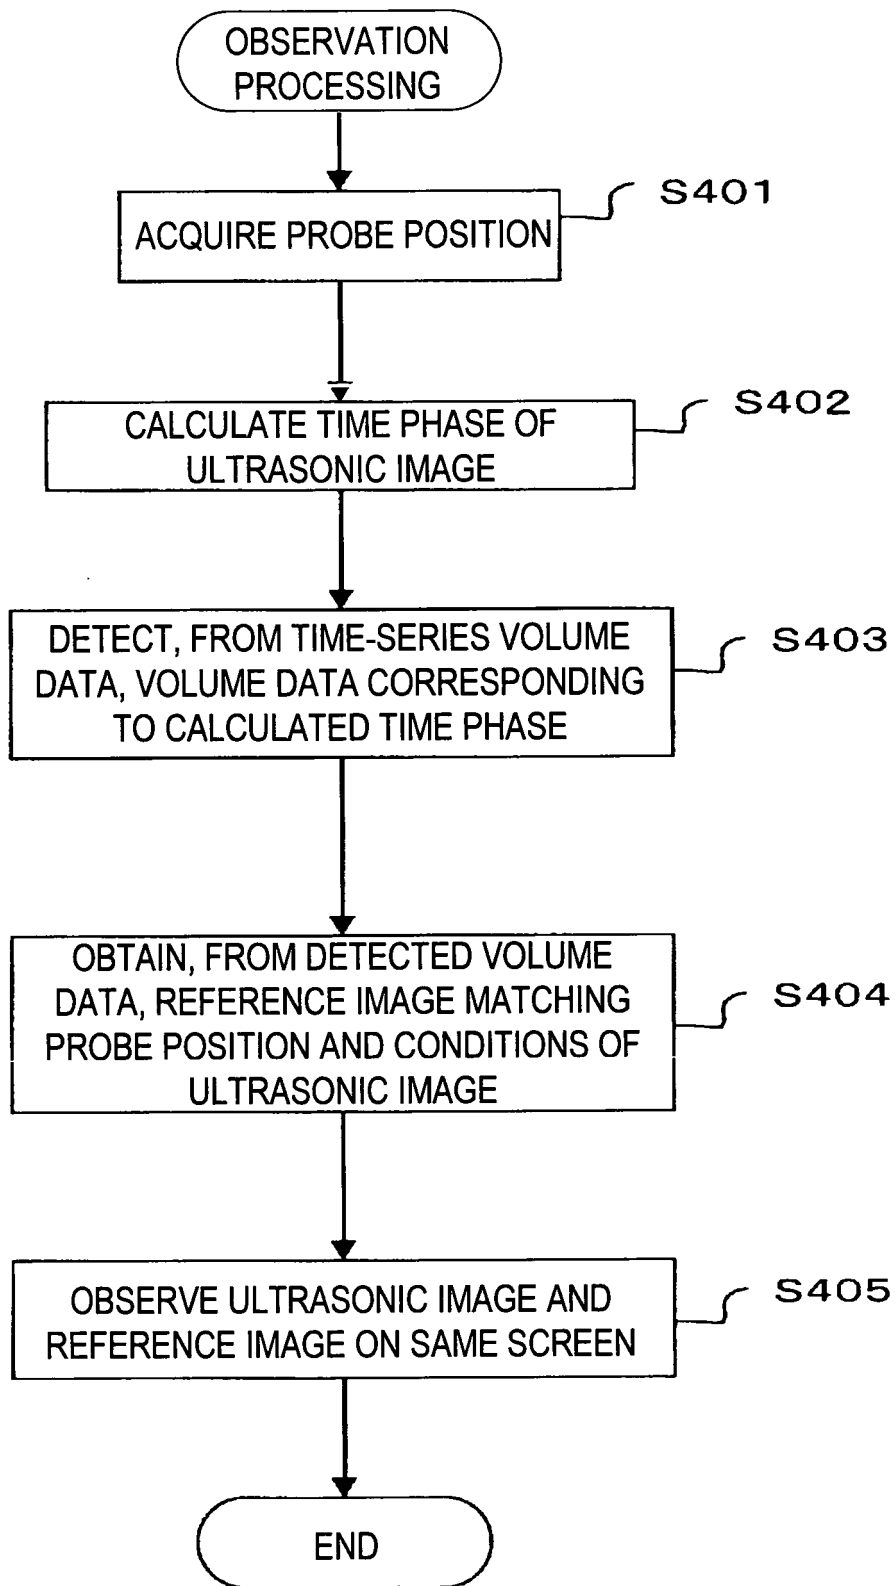 OBSERVATION
PROCESSING
S401
ACQUIRE PROBE POSITION
S402
CALCULATE TIME PHASE OF
ULTRASONIC IMAGE
S403
DETECT, FROM TIME-SERIES VOLUME
DATA, VOLUME DATA CORRESPONDING
TO CALCULATED TIME PHASE
S404
OBTAIN, FROM DETECTED VOLUME
DATA, REFERENCE IMAGE MATCHING
PROBE POSITION AND CONDITIONS OF
ULTRASONIC IMAGE
S405
OBSERVE ULTRASONIC IMAGE AND
REFERENCE IMAGE ON SAME SCREEN
END